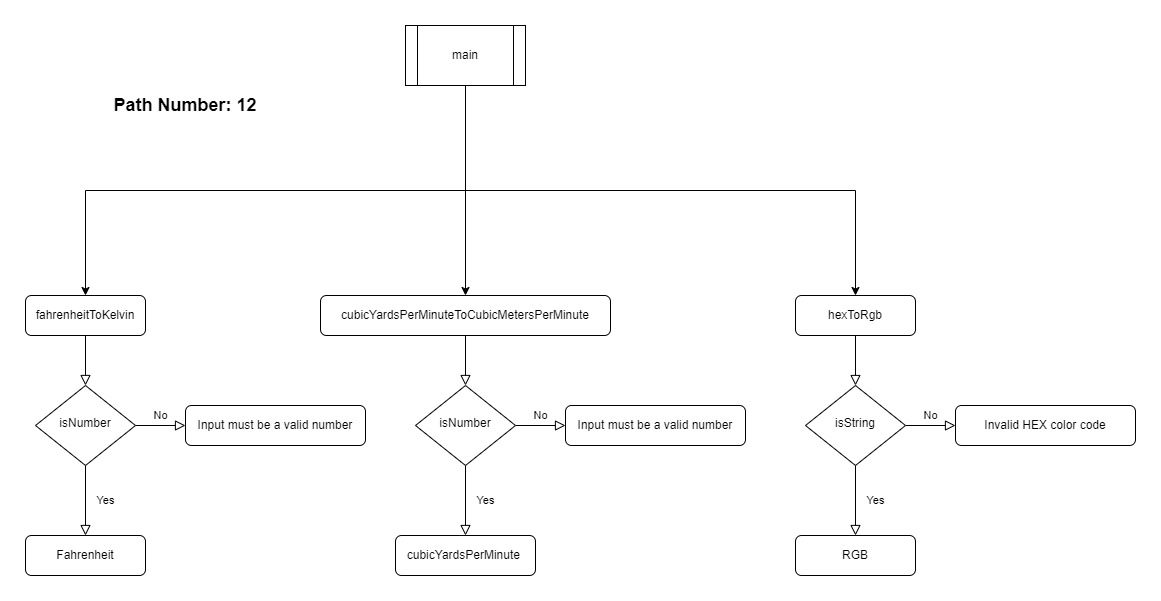 main
Path Number: 12
fahrenheitToKelvin
cubicYardsPerMinuteToCubicMetersPerMinute
hexToRgb
isNumber
No
Input must be a valid number
isNumber
No
Input must be a valid number
isString
No
Invalid HEX color code
Yes
Yes
Yes
Fahrenheit
cubicYardsPerMinute
RGB